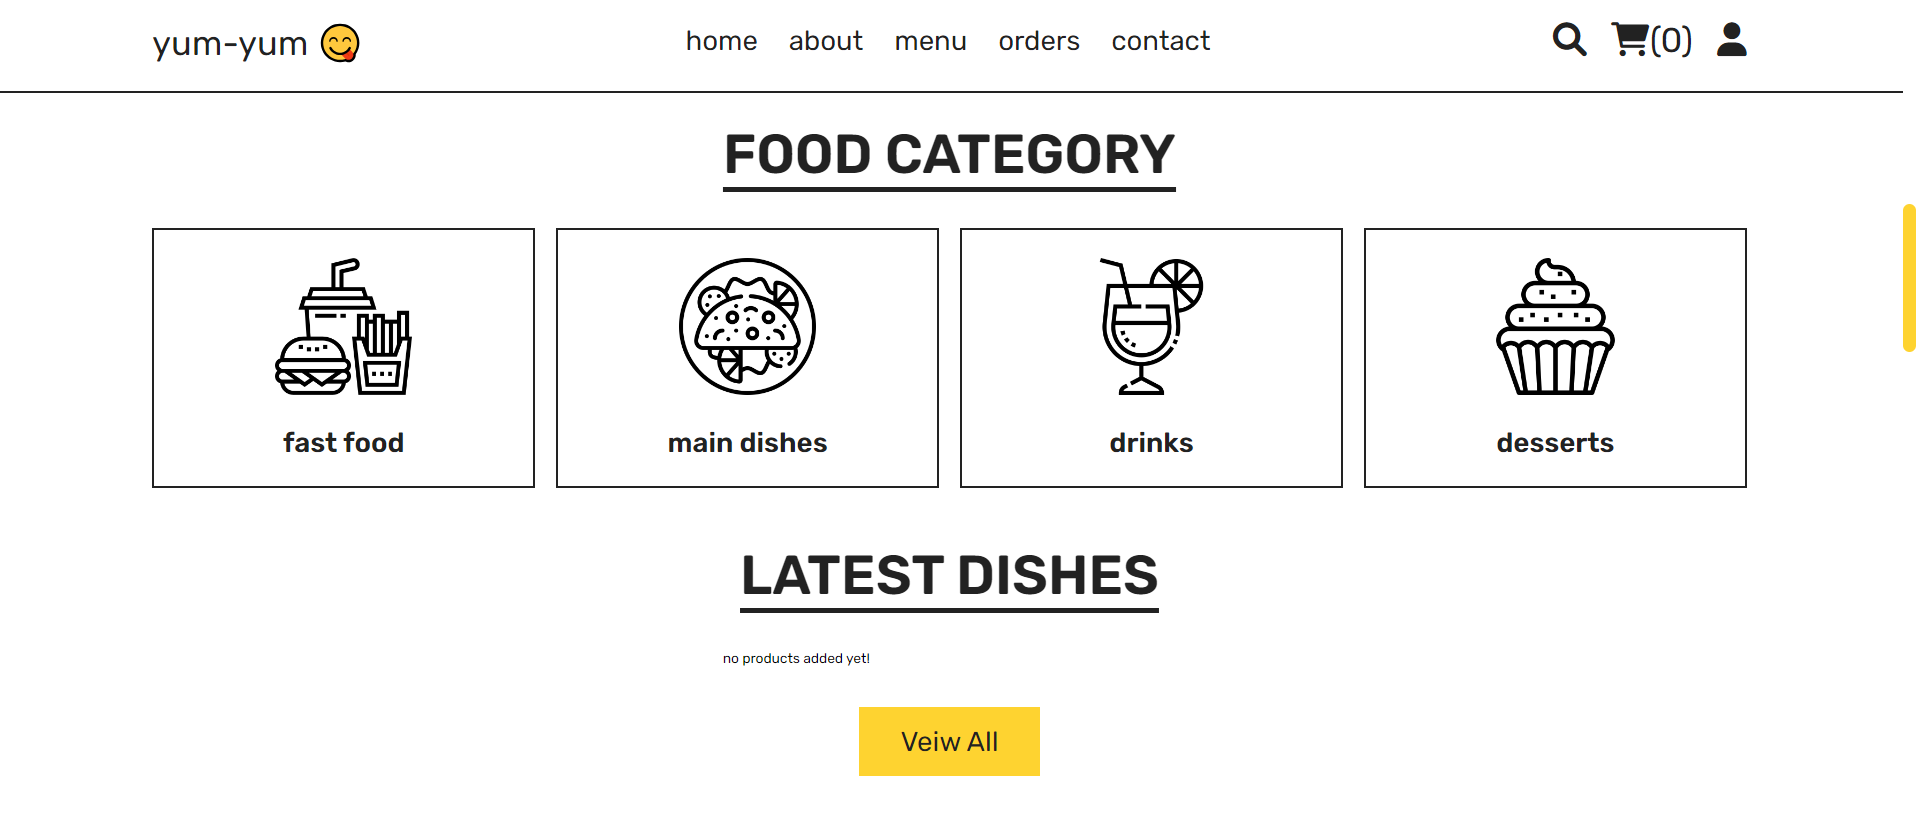 yum-yum 😋
home about menu orders contact
(0)
FOOD CATEGORY
fast food
main dishes
drinks
desserts
LATEST DISHES
no products added yet!
Veiw All